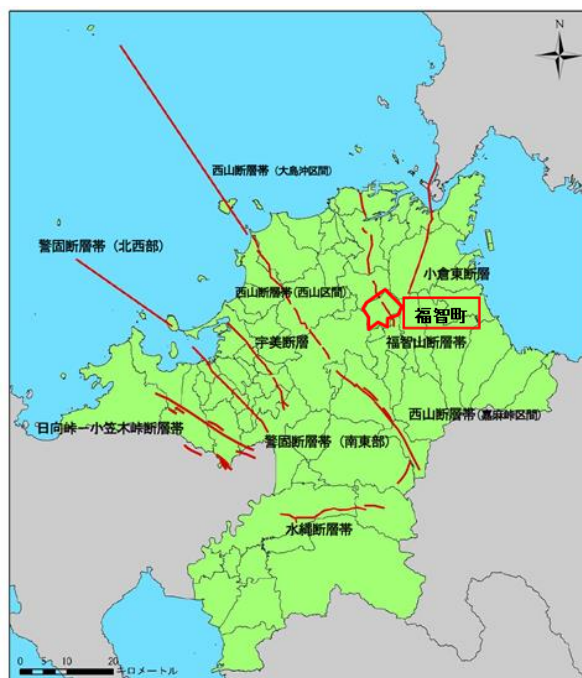 N
西山断層帯（大島沖区間）
警固断層帯（北西部）
小倉東断層
西山断層帯（西山区間）
福智町
宇美断層
福智山断層帯
西山断層帯（嘉麻峠区間）
日向峠ー小笠木峠断層帯
警固断層帯（南東部）
水縄断層帯
0 5 10 20
キロメートル